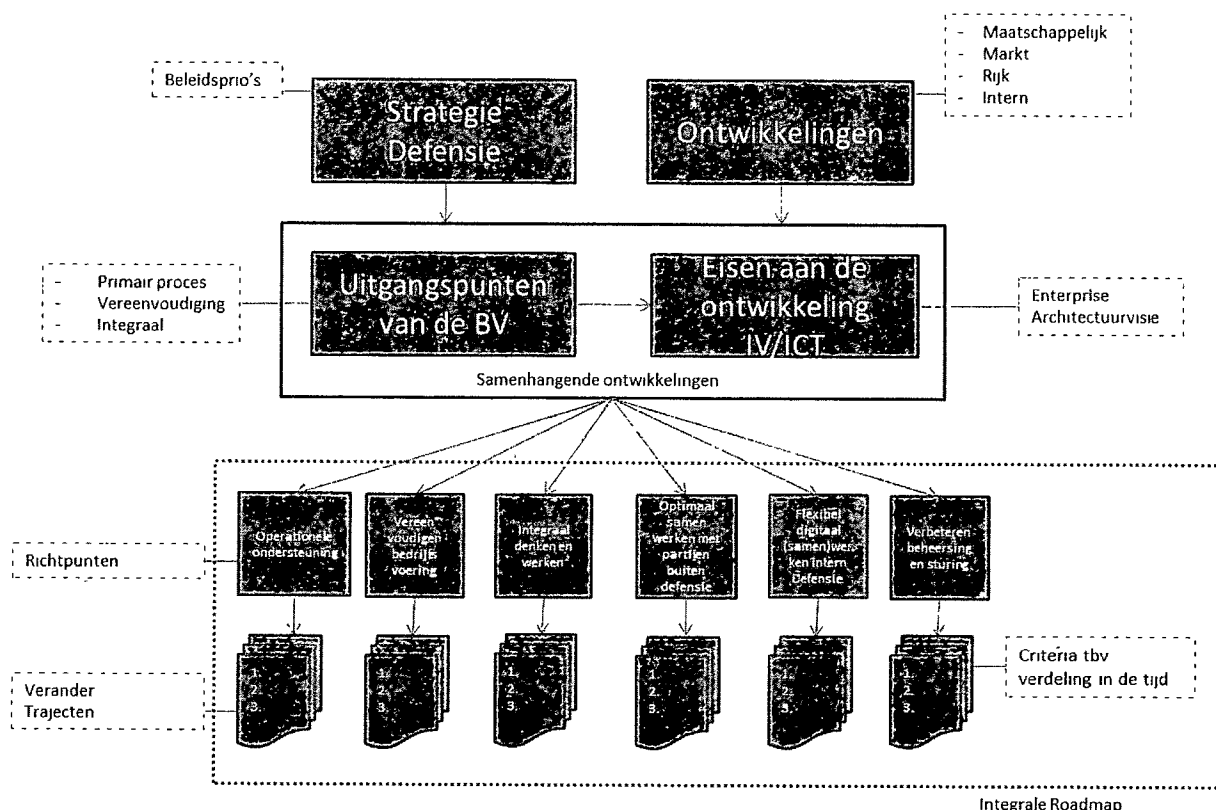 Beleidsprio's
Strategie
Defensie
Ontwikkelingen
- Maatschappelijk
- Markt
- Rijk
- Intern
- Primair proces
- Vereenvoudiging
- Integraal
Uitgangspunten
van de BV
Eisen aan de
ontwikkeling
IV/ICT
Enterprise
Architectuurvisie
Samenhangende ontwikkelingen
Richtpunten
Operationele
ondersteuning
Vereen
voudigen
bedrijfs
voering
Integraal
denken en
werken
Optimaal
samen
werken met
partijen
buiten
defensie
Flexibel
digitaal
(samen)wer
ken intern
Defensie
Verbeteren
beheersing
en sturing
Verander
Trajecten
1.
2.
3.
1.
2.
3.
1.
2.
3.
1.
2.
3.
1.
2.
3.
1.
2.
3.
Criteria tbv
verdeling in de tijd
Integrale Roadmap